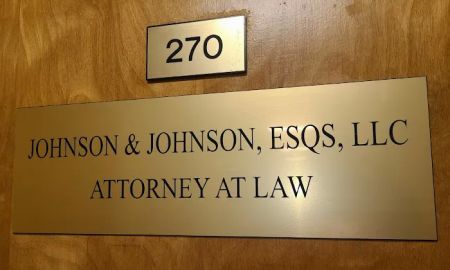 270
JOHNSON & JOHNSON, ESQS, LLC
ATTORNEY AT LAW